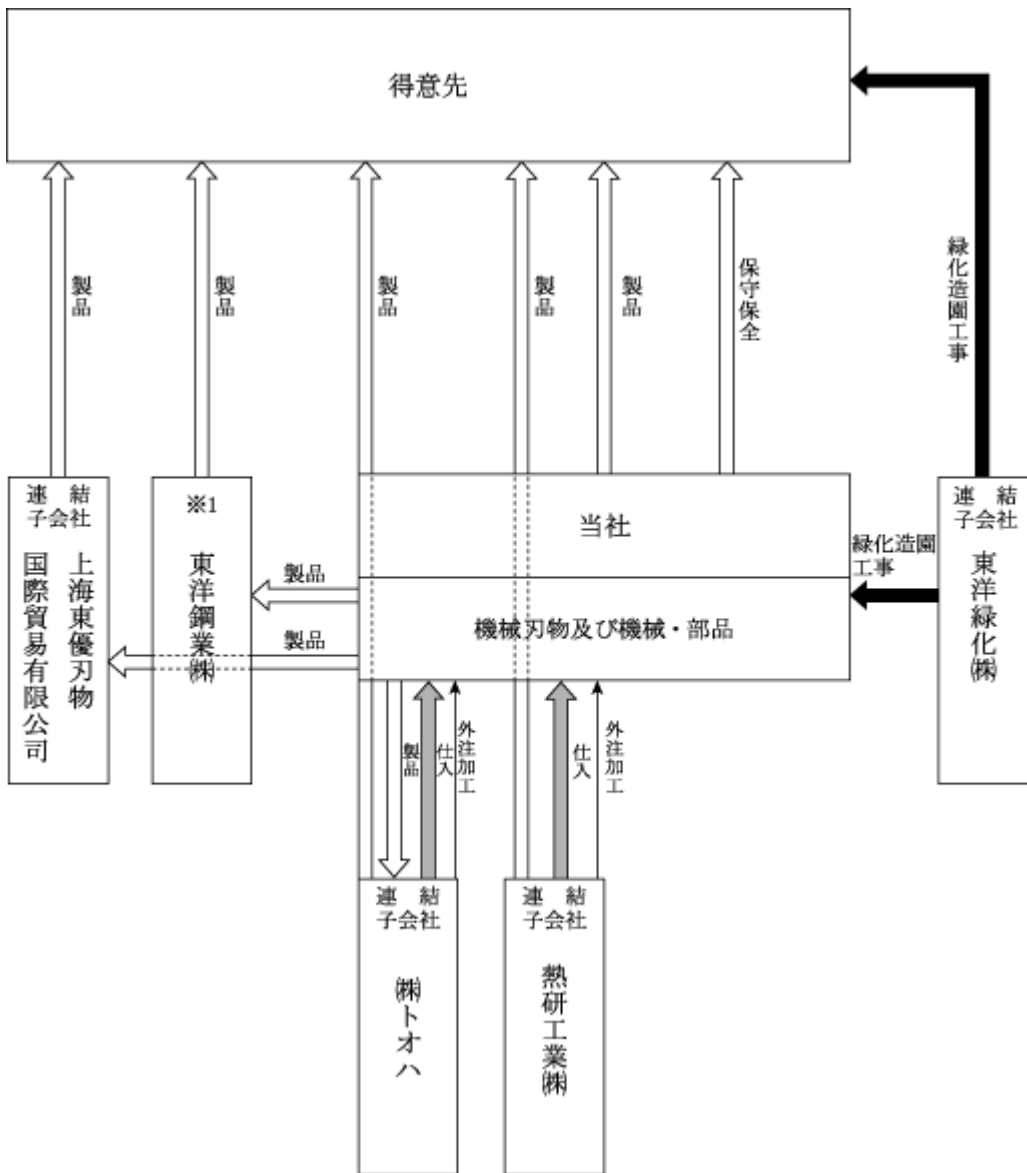 得意先
製品
製品
製品
製品
製品
保守保全
緑化造園工事
連結
子会社
上海東優刃物
国際貿易有限公司
※1
東洋鋼業㈱
当社
機械刃物及び機械・部品
製品
製品
緑化造園
工事
連結
子会社
東洋緑化㈱
製品
仕入
外注加工
仕入
外注加工
連結
子会社
㈱トオハ
連結
子会社
熱研工業㈱